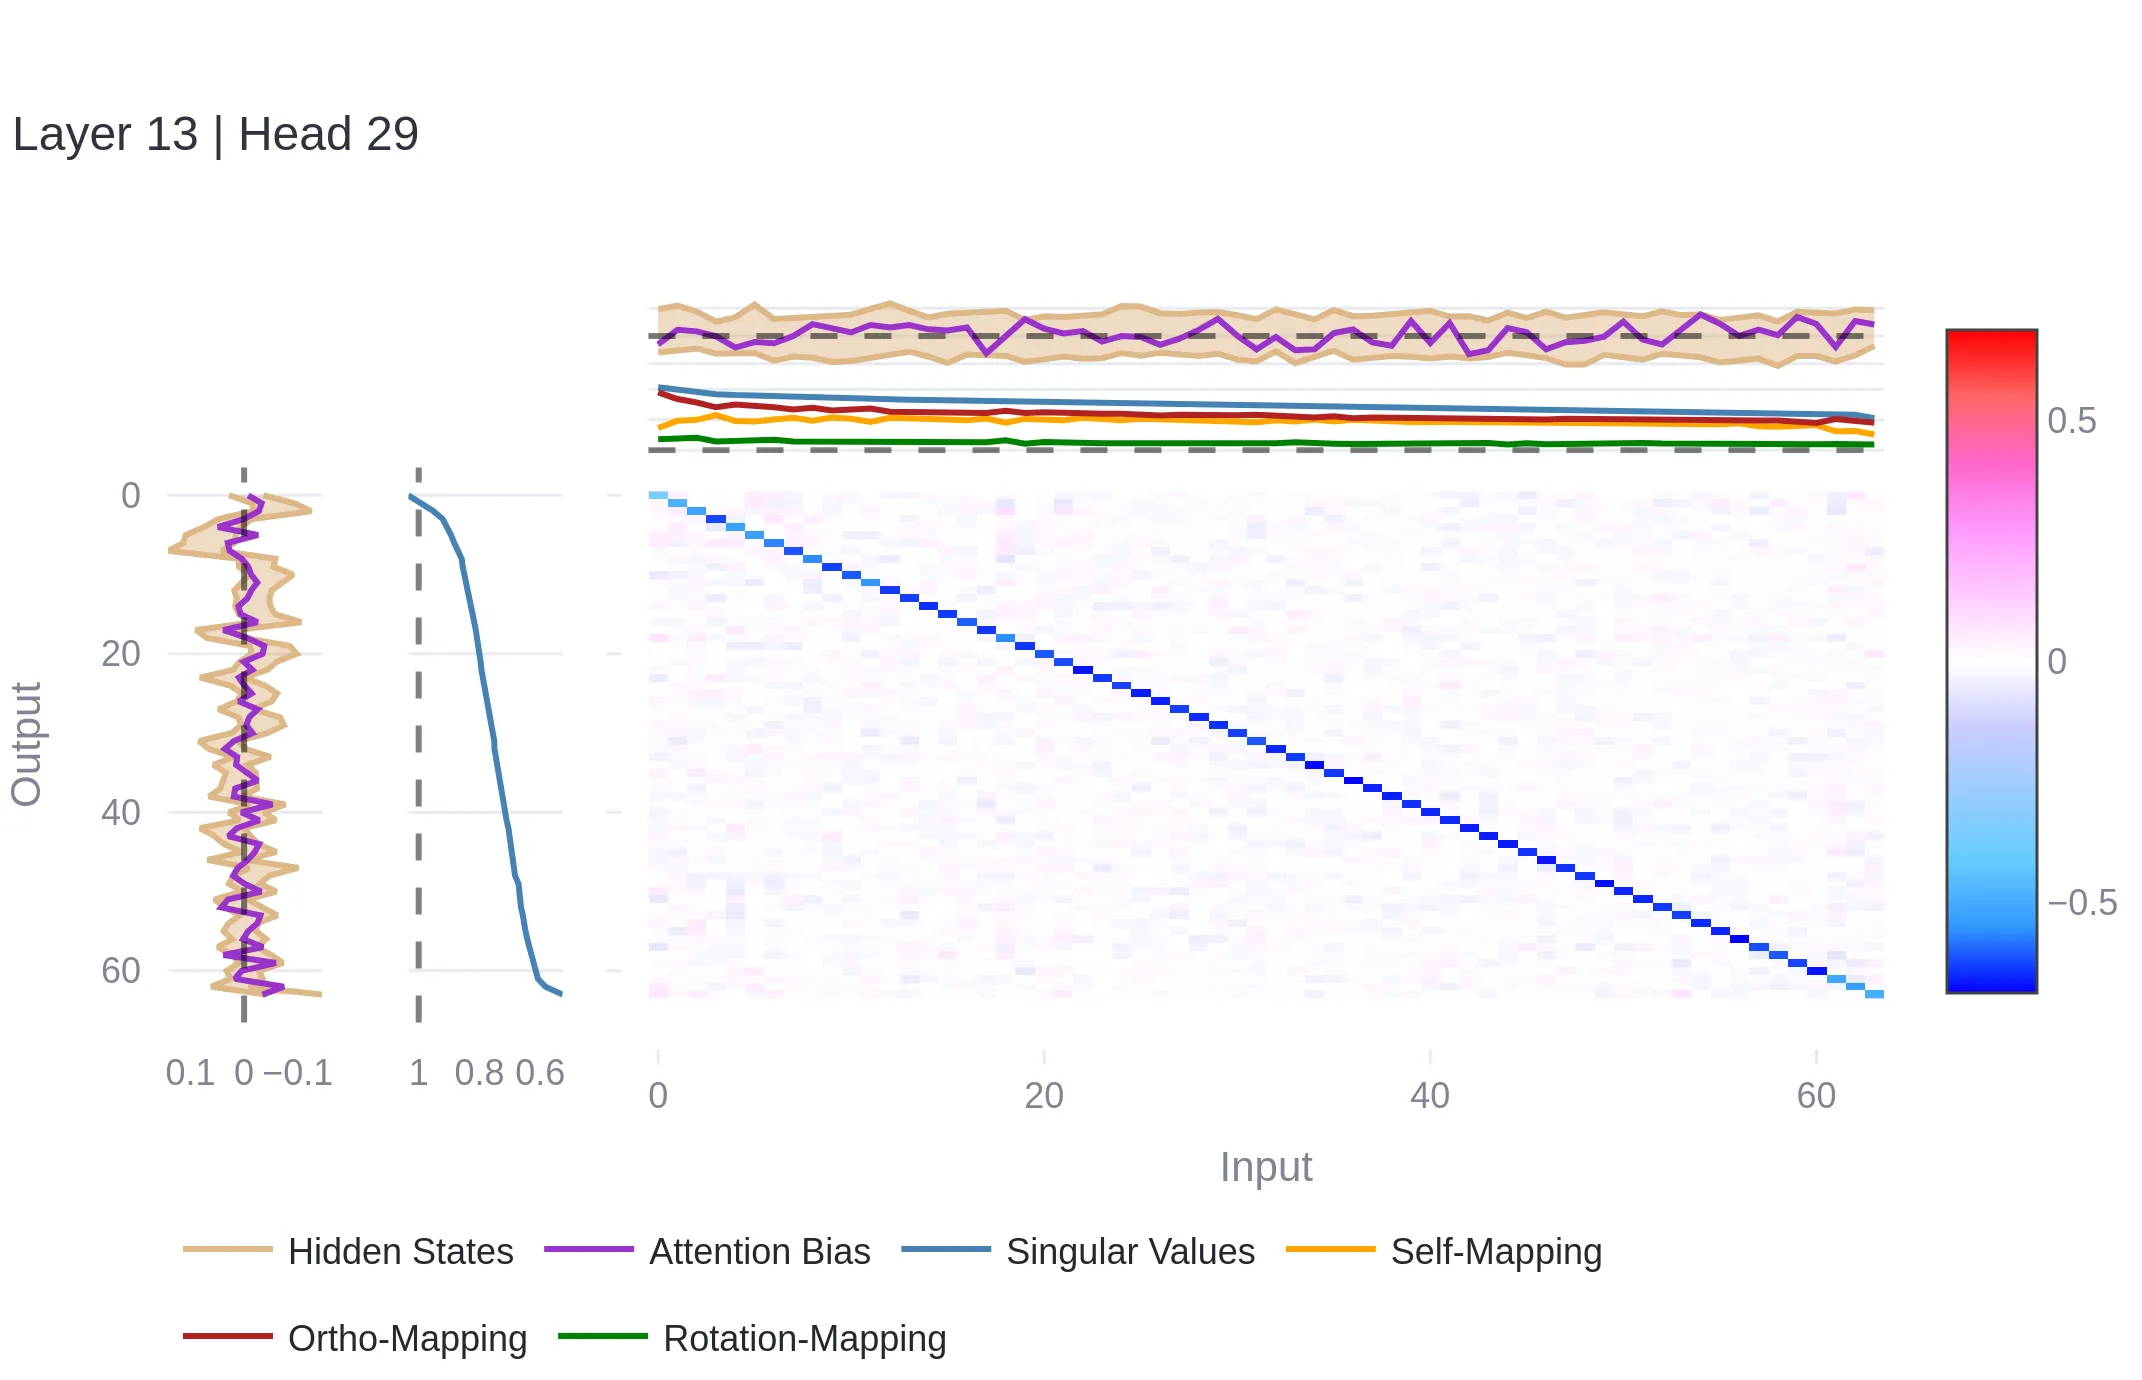 Layer 13 | Head 29
0
20
40
60
Output
0.1 0 −0.1
1 0.8 0.6
0 20 40 60
Input
0.5
0
−0.5
Hidden States Attention Bias Singular Values Self-Mapping
Ortho-Mapping Rotation-Mapping